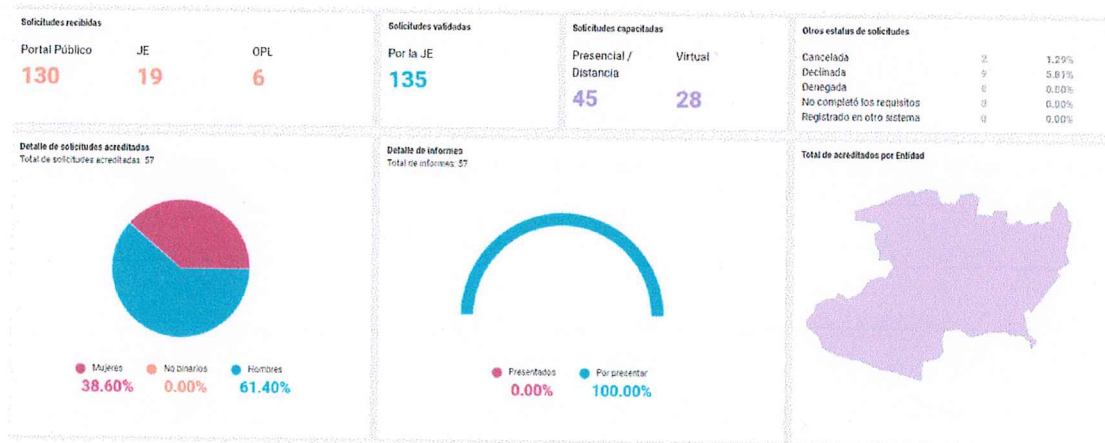 Solicitudes recibidas
Portal Público JE OPL
130 19 6
Solicitudes validadas
Por la JE
135
Solicitudes capacitadas
Presencial / Virtual
Distancia
45 28
Otros estatus de solicitudes
Cancelada 2 1.29%
Declinada 9 5.81%
Denegada 0 0.00%
No completó los requisitos 0 0.00%
Registrado en otro sistema 0 0.00%
Detalle de solicitudes acreditadas
Total de solicitudes acreditadas: 57
Mujeres No binarios Hombres
38.60% 0.00% 61.40%
Detalle de informes
Total de informes: 57
Presentados Por presentar
0.00% 100.00%
Total de acreditados por Entidad